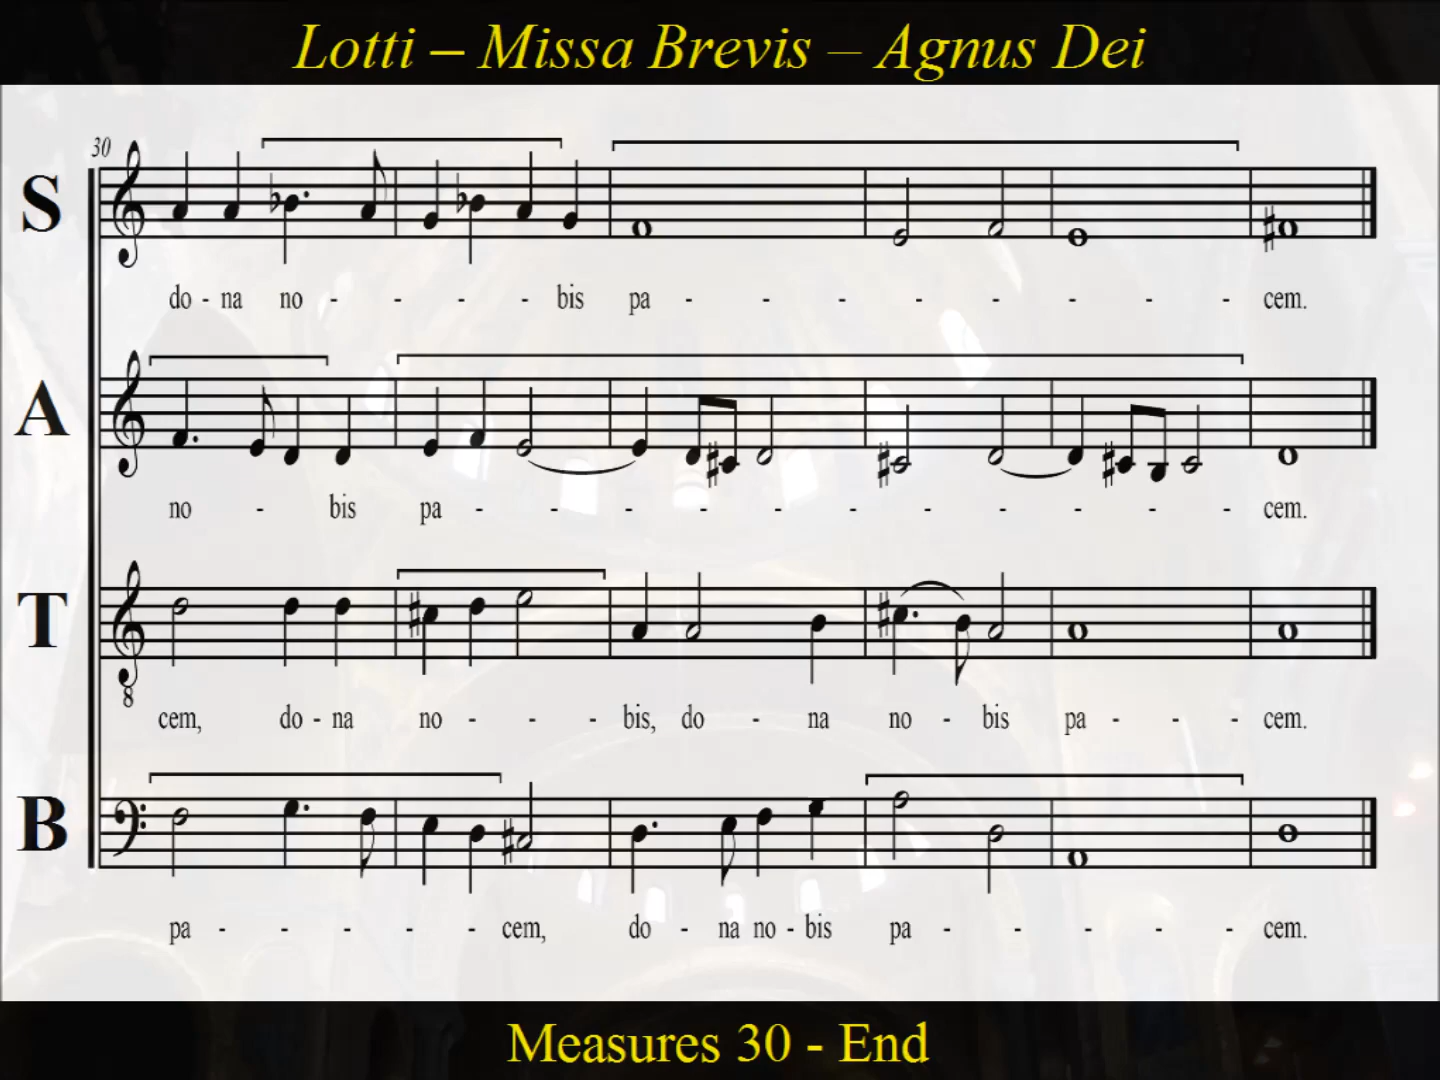 Lotti – Missa Brevis – Agnus Dei
30
S
do - na no - - - - bis pa - - - - - - - - cem.
A
no - bis pa - - - - - - - - - - - cem.
T
8
cem, do - na no - - - bis, do - na no - bis pa - - - cem.
B
pa - - - - - cem, do - na no - bis pa - - - - - cem.
Measures 30 - End